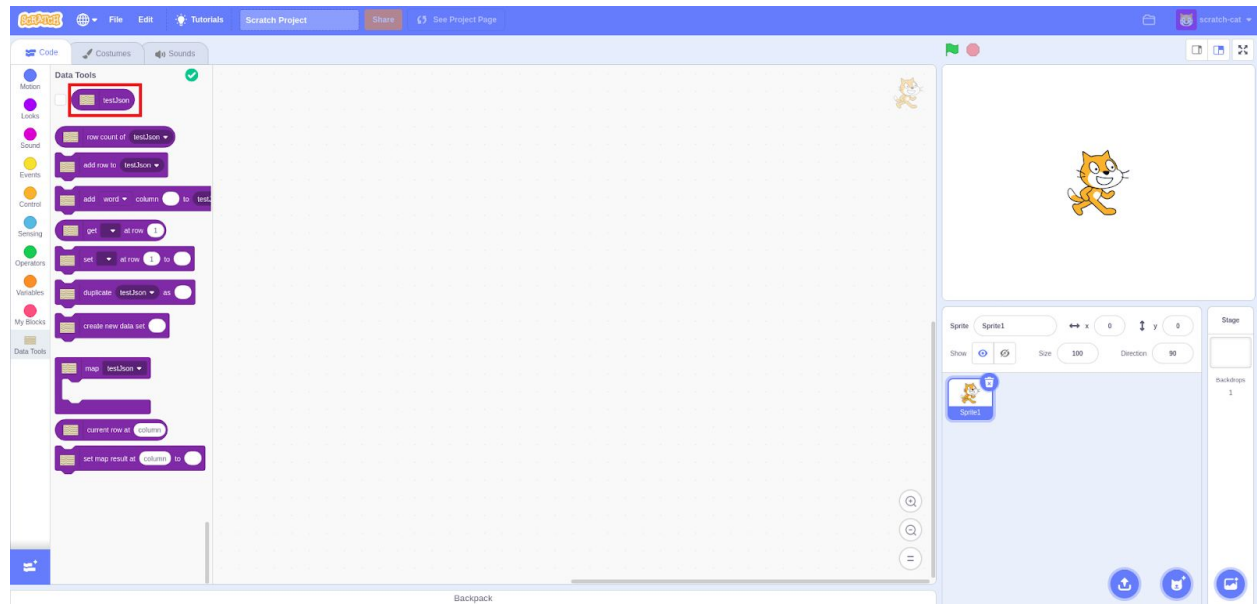 SCRATCH File Edit Tutorials Scratch Project Share See Project Page scratch-cat
Code Costumes Sounds
Motion
Looks
Sound
Events
Control
Sensing
Operators
Variables
My Blocks
Data Tools
Data Tools
testJson
row count of testJson
add row to testJson
add word column to test.
get at row 1
set at row 1 to
duplicate testJson as
create new data set
map testJson
current row at column
set map result at column to
Sprite Sprite1 x 0 y 0
Show Size 100 Direction 90
Sprite1
Stage
Backdrops
1
Backpack